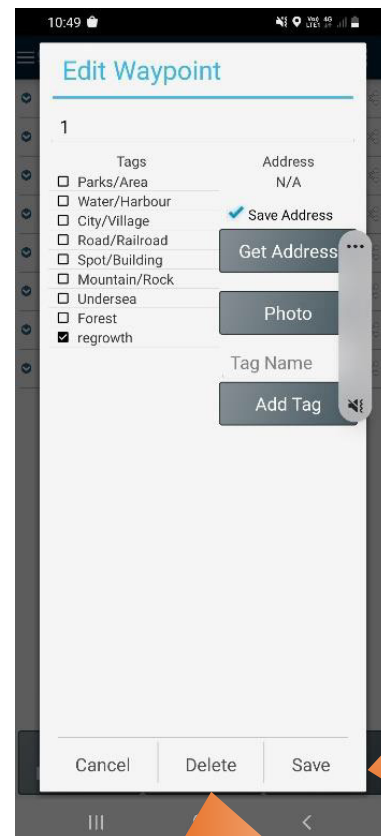 10:49
Edit Waypoint
1
Tags
Parks/Area
Water/Harbour
City/Village
Road/Railroad
Spot/Building
Mountain/Rock
Undersea
Forest
regrowth
Address
N/A
Save Address
Get Address
Photo
Tag Name
Add Tag
Cancel Delete Save